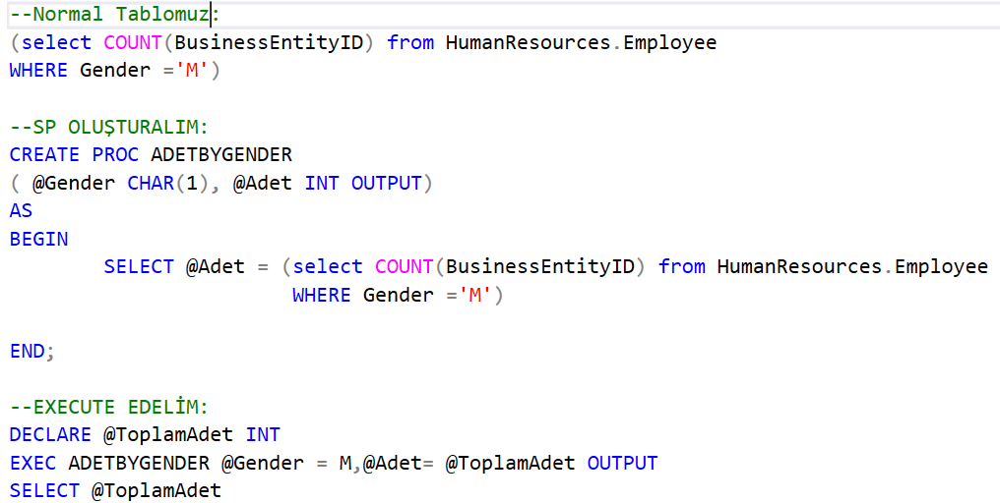 --Normal Tablomuz:
(select COUNT(BusinessEntityID) from HumanResources.Employee
WHERE Gender ='M')
--SP OLUŞTURALIM:
CREATE PROC ADETBYGENDER
( @Gender CHAR(1), @Adet INT OUTPUT)
AS
BEGIN
SELECT @Adet = (select COUNT(BusinessEntityID) from HumanResources.Employee
WHERE Gender ='M')
END;
--EXECUTE EDELİM:
DECLARE @ToplamAdet INT
EXEC ADETBYGENDER @Gender = M,@Adet= @ToplamAdet OUTPUT
SELECT @ToplamAdet